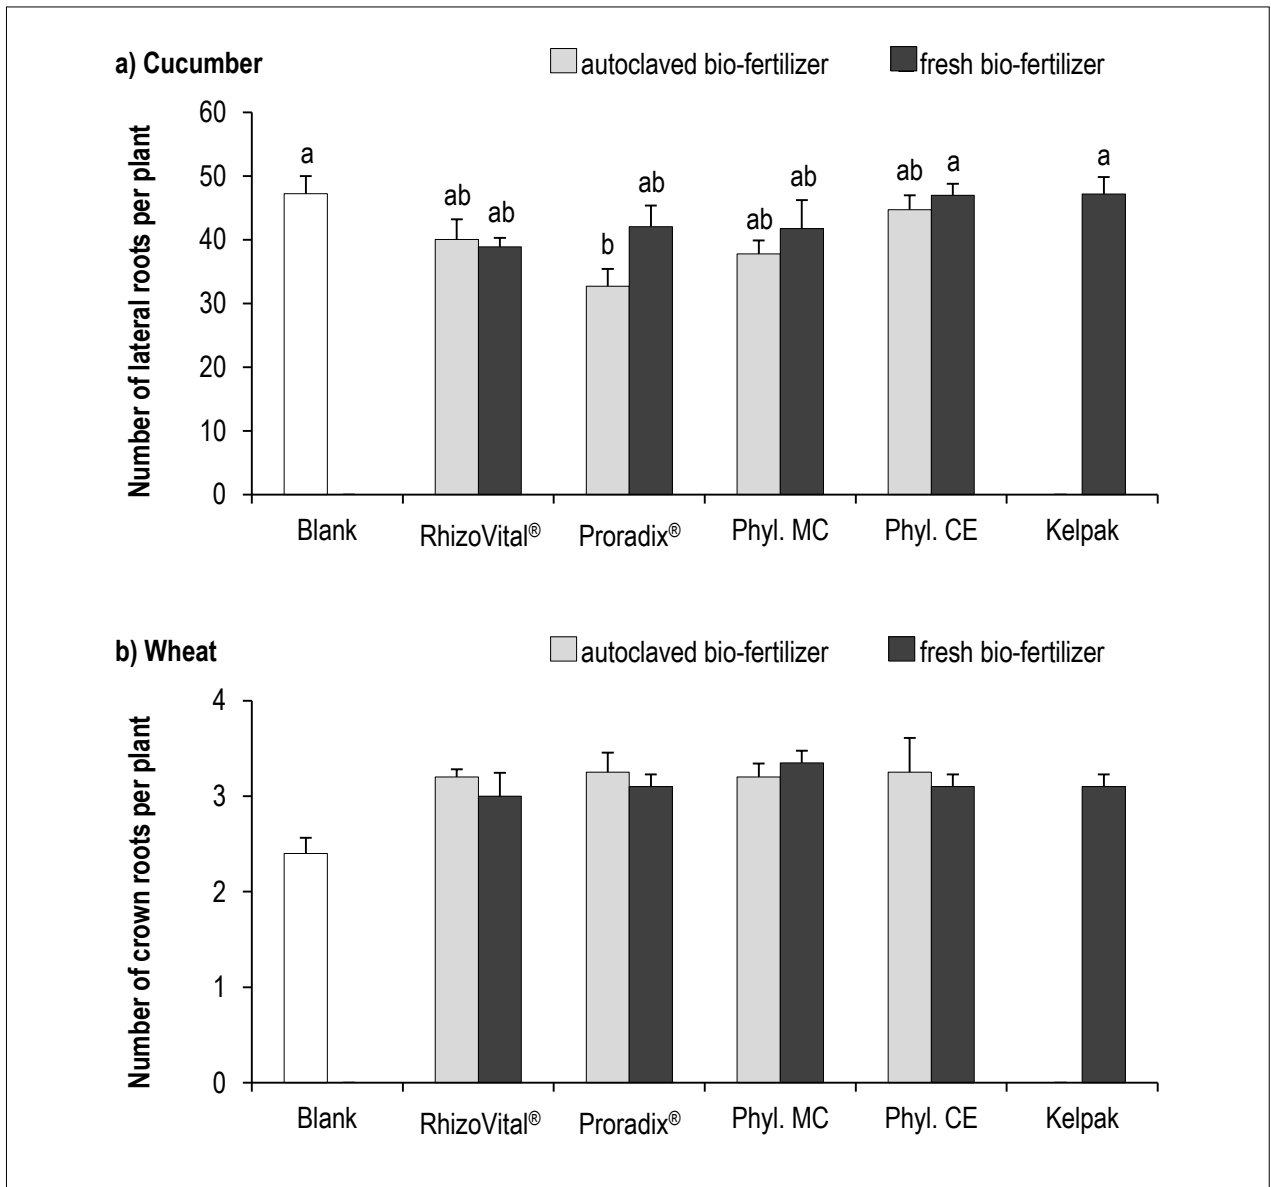 a) Cucumber
autoclaved bio-fertilizer
fresh bio-fertilizer
Number of lateral roots per plant
60
50
40
30
20
10
0
a
ab
ab
b
ab
ab
ab
ab
a
a
Blank
RhizoVital®
Proradix®
Phyl. MC
Phyl. CE
Kelpak
b) Wheat
autoclaved bio-fertilizer
fresh bio-fertilizer
Number of crown roots per plant
4
3
2
1
0
Blank
RhizoVital®
Proradix®
Phyl. MC
Phyl. CE
Kelpak